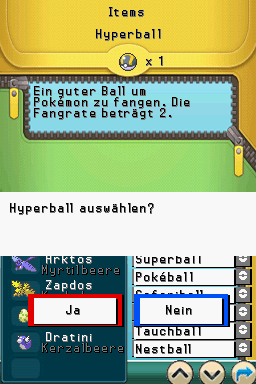 Items
Hyperball
x 1
Ein guter Ball um
Pokémon zu fangen. Die
Fangrate beträgt 2.
Hyperball auswählen?
Arktos
Myrtilbeere
Zapdos
Dratini
Kerzalbeere
Superball
Pokéball
Safariball
Tauchball
Nestball
Ja
Nein